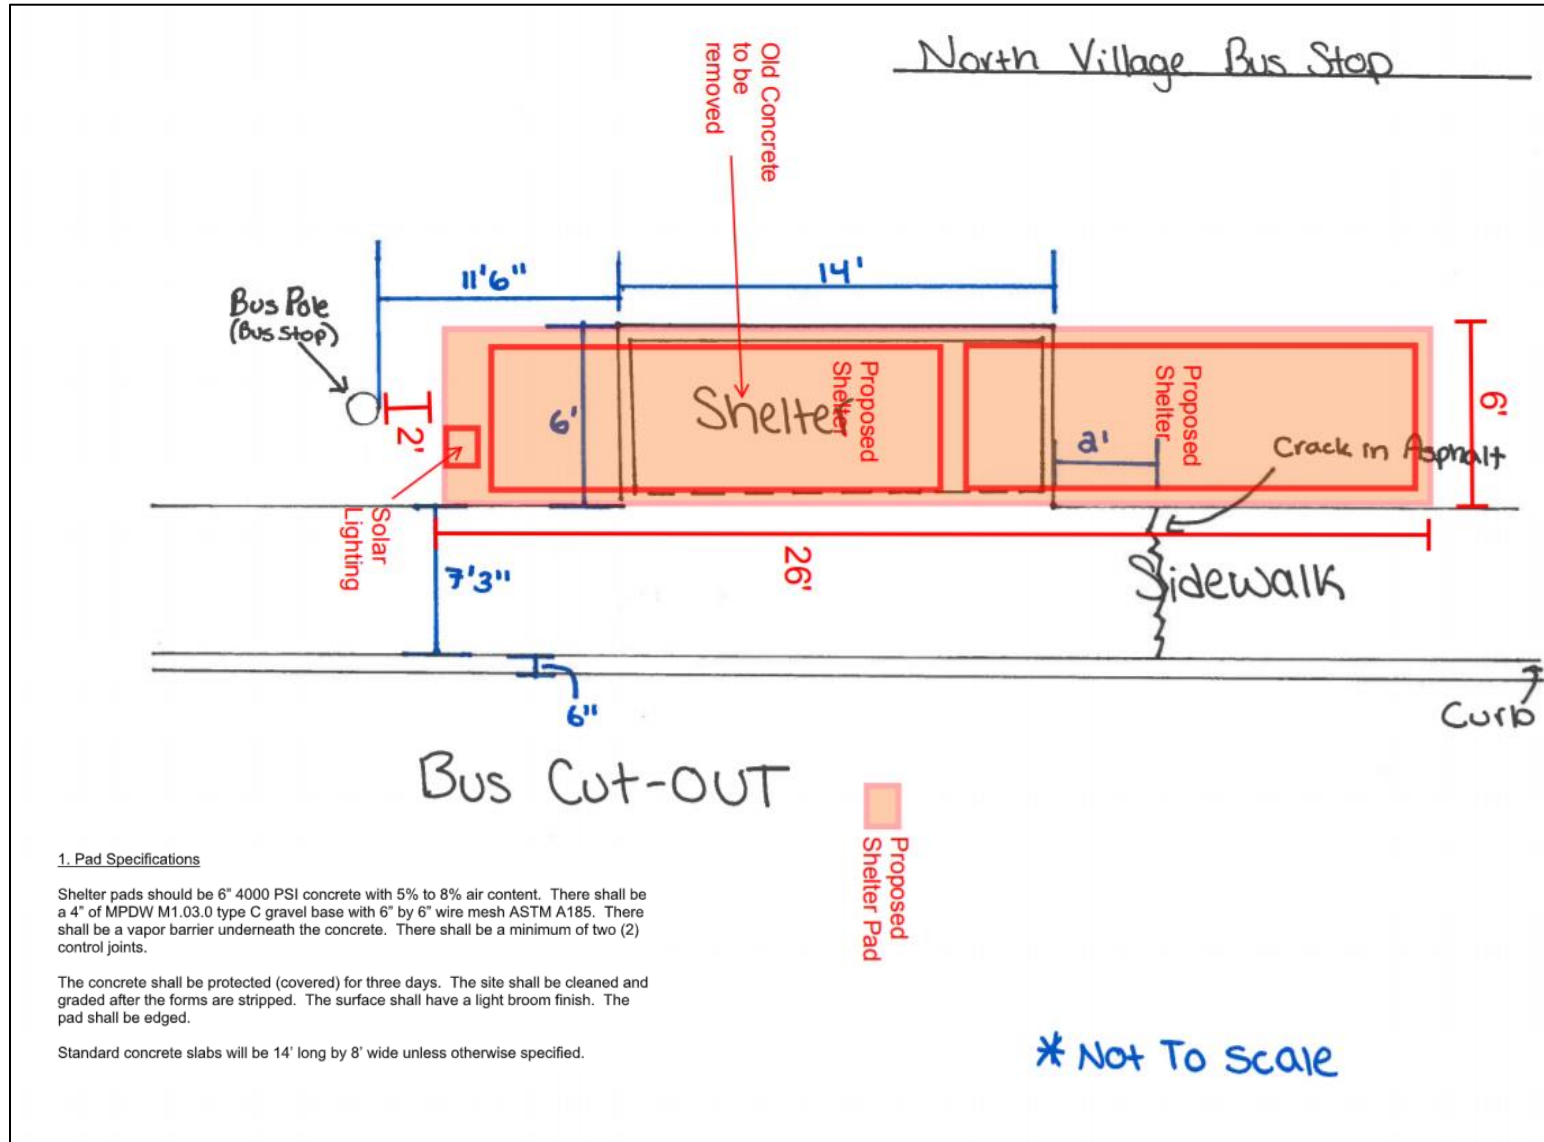 North Village Bus Stop
Old Concrete
to be
removed
11'6"
14'
Bus Pole
(Bus Stop)
2'
6'
Shelter
Proposed
Shelter
2'
Proposed
Shelter
6'
Crack in Asphalt
Solar
Lighting
7'3"
26'
Sidewalk
6"
Curb
Bus Cut-OUT
Proposed
Shelter Pad
1. Pad Specifications
Shelter pads should be 6" 4000 PSI concrete with 5% to 8% air content. There shall be
a 4" of MPDW M1.03.0 type C gravel base with 6" by 6" wire mesh ASTM A185. There
shall be a vapor barrier underneath the concrete. There shall be a minimum of two (2)
control joints.
The concrete shall be protected (covered) for three days. The site shall be cleaned and
graded after the forms are stripped. The surface shall have a light broom finish. The
pad shall be edged.
Standard concrete slabs will be 14' long by 8' wide unless otherwise specified.
* Not To Scale